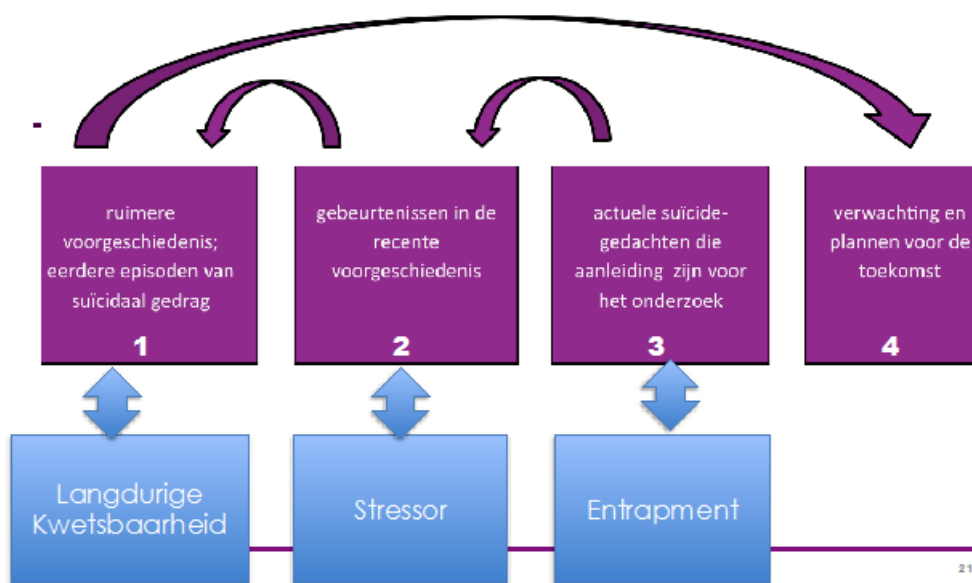 ruimere
voorgeschiedenis;
eerdere episoden van
suïcidaal gedrag
1
gebeurtenissen in de
recente
voorgeschiedenis
2
actuele suïcide-
gedachten die
aanleiding zijn voor
het onderzoek
3
verwachting en
plannen voor de
toekomst
4
Langdurige
Kwetsbaarheid
Stressor
Entrapment
21